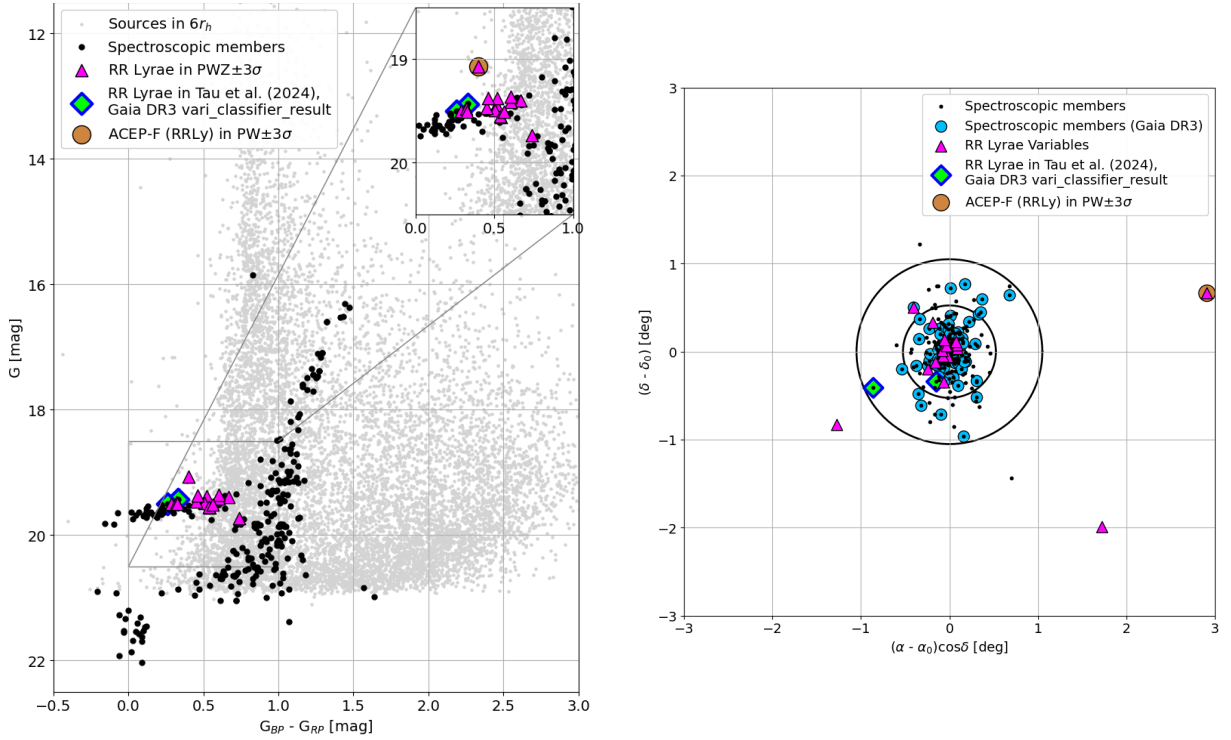 Sources in 6r_h
Spectroscopic members
RR Lyrae in PWZ±3σ
RR Lyrae in Tau et al. (2024),
Gaia DR3 vari_classifier_result
ACEP-F (RRLy) in PW±3σ
12
14
16
18
20
22
G [mag]
−0.5
0.0
0.5
1.0
1.5
2.0
2.5
3.0
G_BP - G_RP [mag]
19
20
0.0
0.5
1.0
Spectroscopic members
Spectroscopic members (Gaia DR3)
RR Lyrae Variables
RR Lyrae in Tau et al. (2024),
Gaia DR3 vari_classifier_result
ACEP-F (RRLy) in PW±3σ
3
2
1
0
−1
−2
−3
(δ - δ₀) [deg]
−3
−2
−1
0
1
2
3
(α - α₀)cosδ [deg]